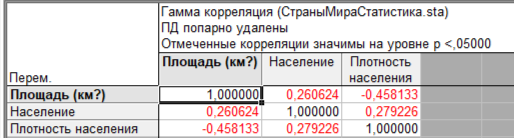 Гамма корреляция (СтраныМираСтатистика.sta)
ПД попарно удалены
Отмеченные корреляции значимы на уровне p <,05000
Перем. Площадь (км?) Население Плотность населения
Площадь (км?) 1,000000 0,260624 -0,458133
Население 0,260624 1,000000 0,279226
Плотность населения -0,458133 0,279226 1,000000